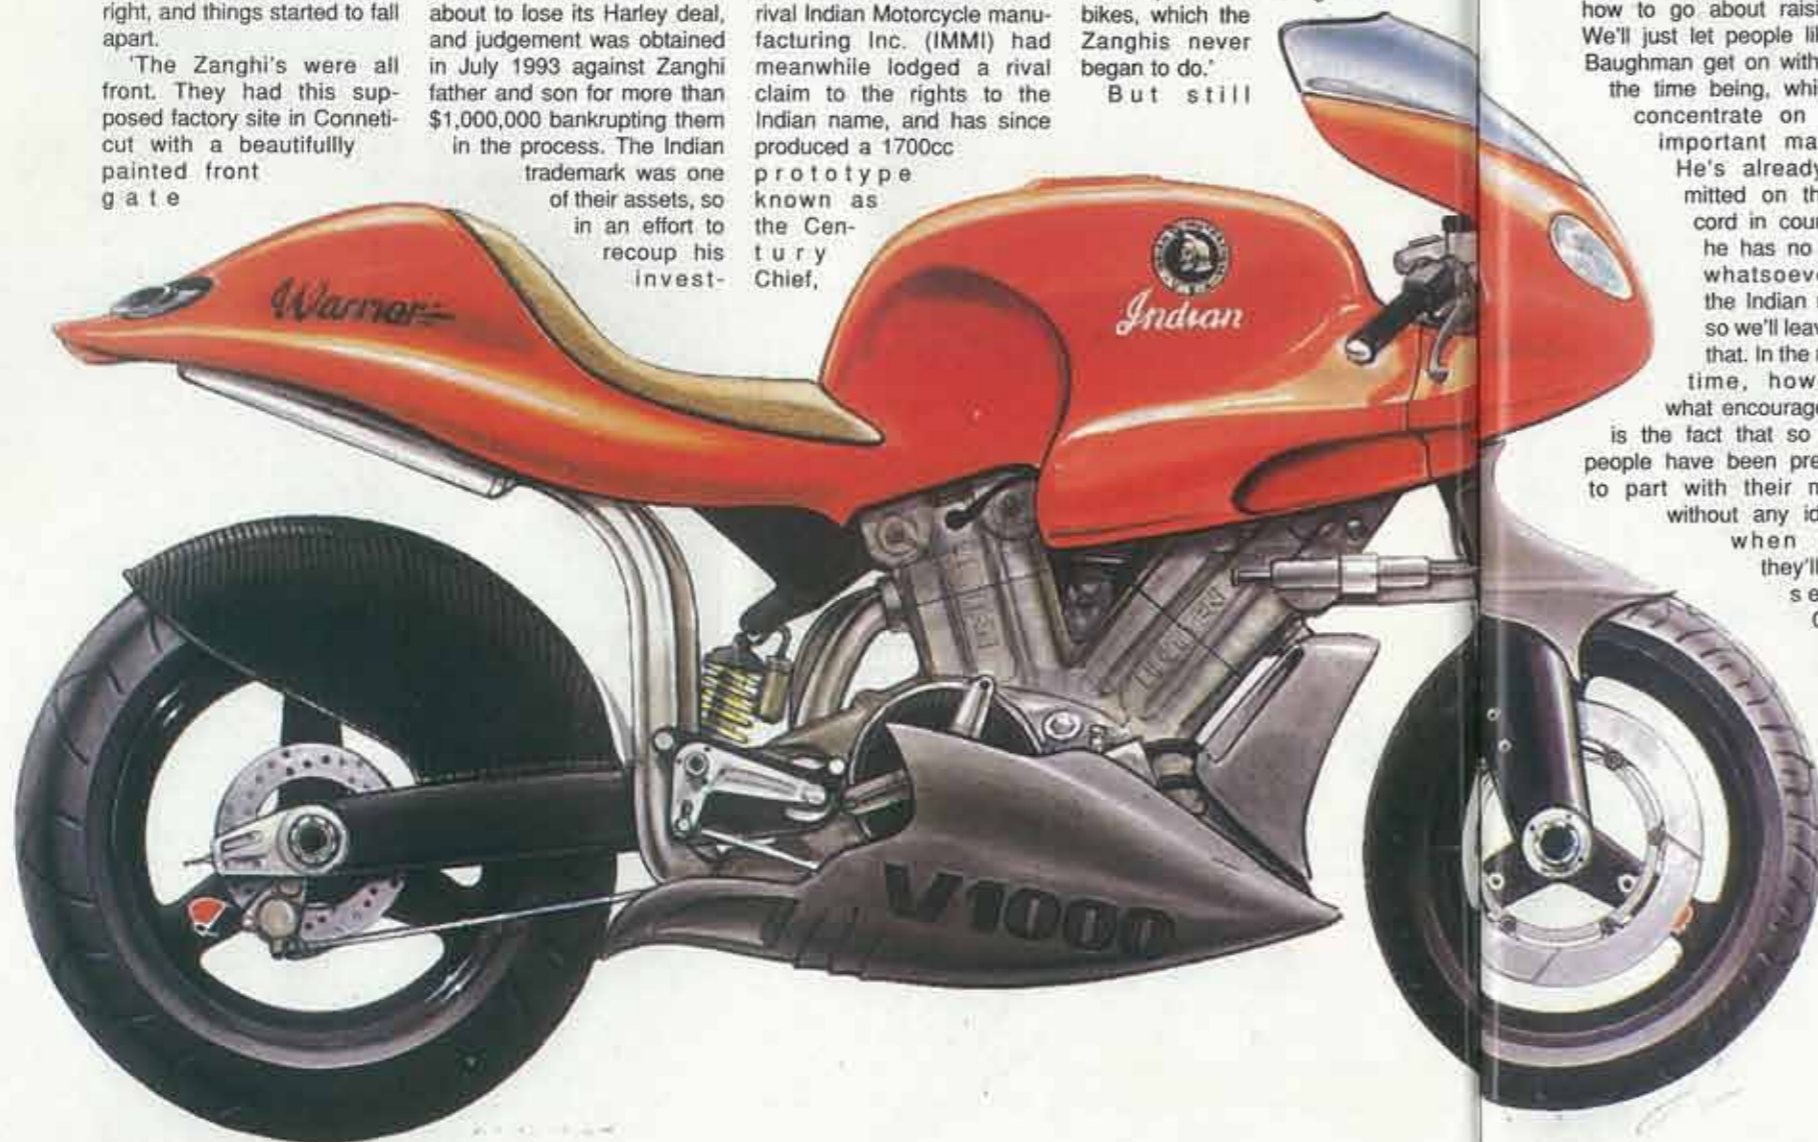 right, and things started to fall
apart.
'The Zanghi's were all
front. They had this sup-
posed factory site in Conneti-
cut with a beautifullly
painted front
gate
about to lose its Harley deal,
and judgement was obtained
in July 1993 against Zanghi
father and son for more than
$1,000,000 bankrupting them
in the process. The Indian
trademark was one
of their assets, so
in an effort to
recoup his
invest-
rival Indian Motorcycle manu-
facturing Inc. (IMMI) had
meanwhile lodged a rival
claim to the rights to the
Indian name, and has since
produced a 1700cc
prototype
known as
the Cen-
tury
Chief,
bikes, which the
Zanghis never
began to do.'
But still
how to go about
We'll just let people
Baughman get on with
the time being,
concentrate on
important
He's already
mitted on
cord in
he has no
the Indian
so we'll
that. In the
time,
what
is the fact that so
people have been
to part with their
without any
when
they'll
Warrior
Indian
V1000